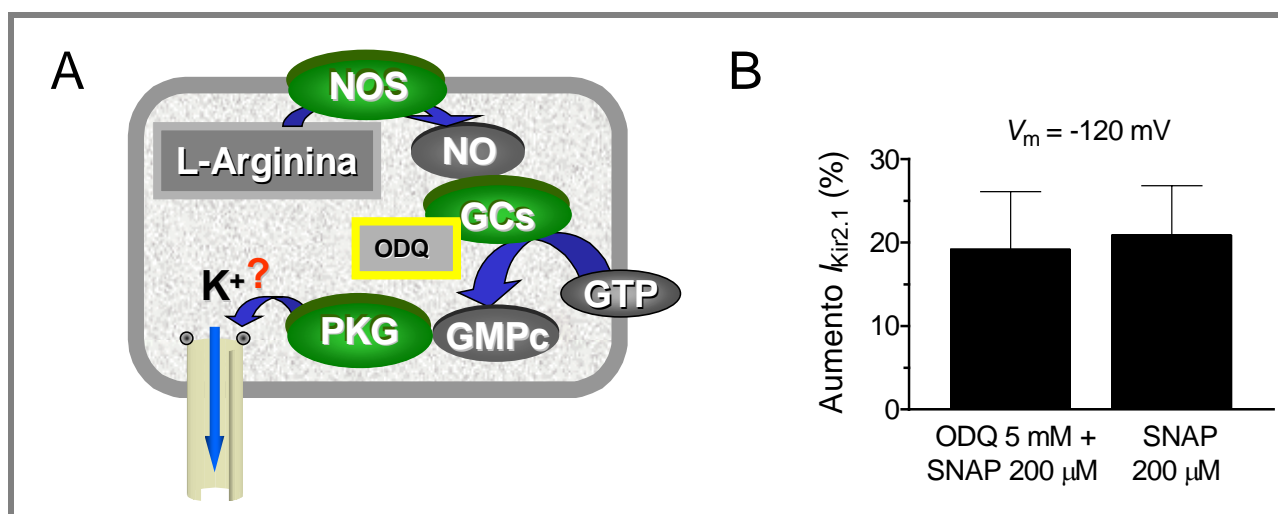 A
NOS
L-Arginina
NO
GCs
ODQ
GTP
K+?
PKG
GMPc
B
Vm = -120 mV
Aumento IKir2.1 (%)
30
20
10
0
ODQ 5 mM +
SNAP 200 μM
SNAP
200 μM